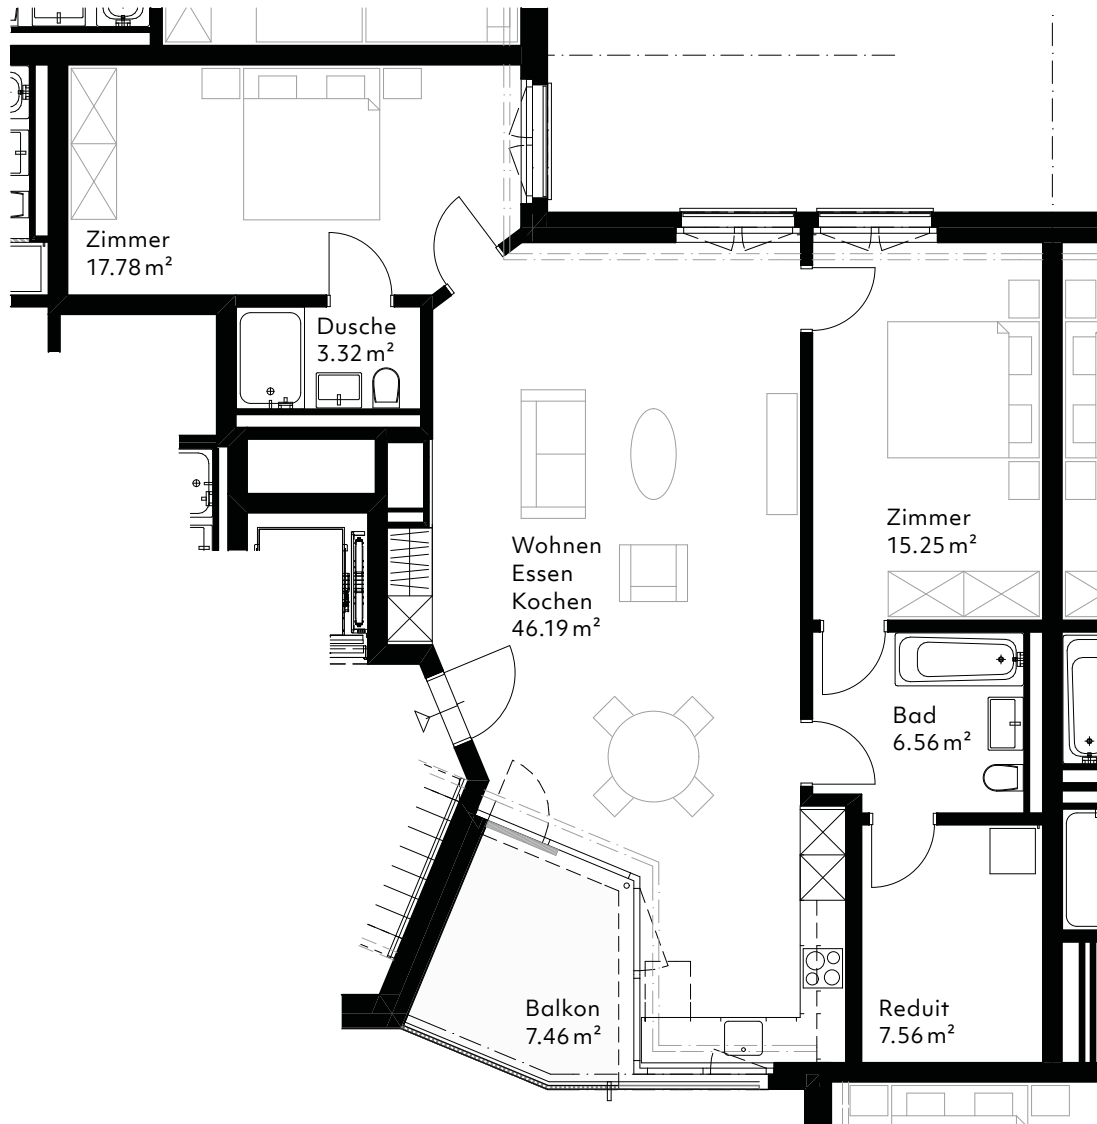 Zimmer
17.78 m²
Dusche
3.32 m²
Wohnen
Essen
Kochen
46.19 m²
Zimmer
15.25 m²
Bad
6.56 m²
Balkon
7.46 m²
Reduit
7.56 m²